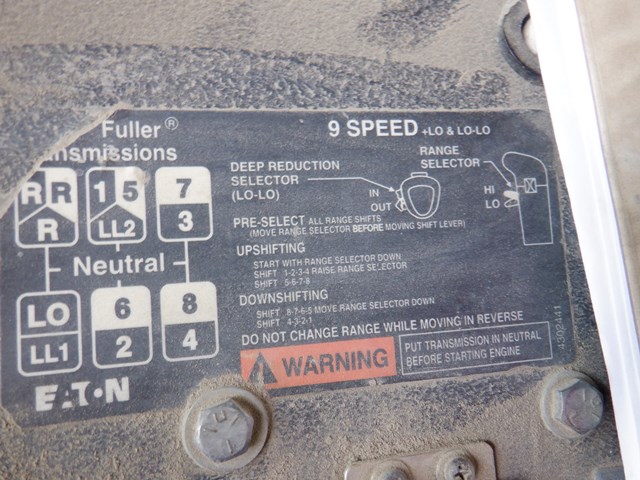 Fuller®
nsmissions
9 SPEED +LO & LO-LO
RR
R
1 5
LL2
7
3
Neutral
LO
LL1
6
2
8
4
EATON
DEEP REDUCTION
SELECTOR
(LO-LO)
IN
OUT
RANGE
SELECTOR
HI
LO
PRE-SELECT ALL RANGE SHIFTS
(MOVE RANGE SELECTOR BEFORE MOVING SHIFT LEVER)
UPSHIFTING
START WITH RANGE SELECTOR DOWN
SHIFT 1-2-3-4 RAISE RANGE SELECTOR
SHIFT 5-6-7-8
DOWNSHIFTING
SHIFT 8-7-6-5 MOVE RANGE SELECTOR DOWN
SHIFT 4-3-2-1
DO NOT CHANGE RANGE WHILE MOVING IN REVERSE
WARNING
PUT TRANSMISSION IN NEUTRAL
BEFORE STARTING ENGINE
4302441